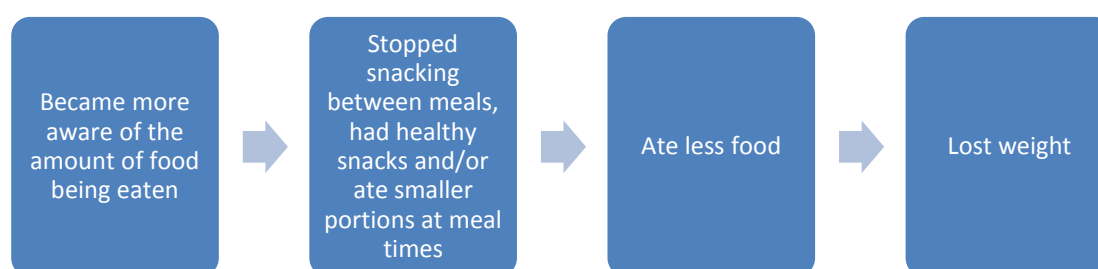 Became more
aware of the
amount of food
being eaten
Stopped
snacking
between meals,
had healthy
snacks and/or
ate smaller
portions at meal
times
Ate less food
Lost weight